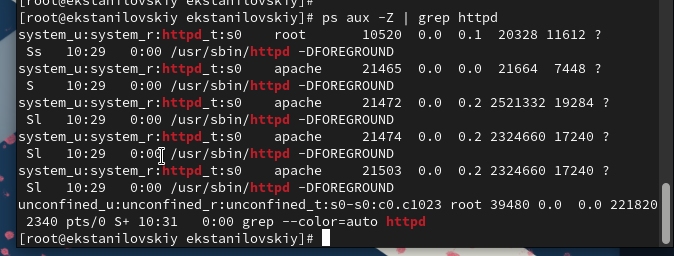 [root@ekstanilovskiy ekstanilovskiy]#
[root@ekstanilovskiy ekstanilovskiy]# ps aux -Z | grep httpd
system_u:system_r:httpd_t:s0    root       10520  0.0  0.1  20328 11612 ?
 Ss   10:29   0:00 /usr/sbin/httpd -DFOREGROUND
system_u:system_r:httpd_t:s0    apache     21465  0.0  0.0  21664  7448 ?
 S    10:29   0:00 /usr/sbin/httpd -DFOREGROUND
system_u:system_r:httpd_t:s0    apache     21472  0.0  0.2 2521332 19284 ?
 Sl   10:29   0:00 /usr/sbin/httpd -DFOREGROUND
system_u:system_r:httpd_t:s0    apache     21474  0.0  0.2 2324660 17240 ?
 Sl   10:29   0:00 /usr/sbin/httpd -DFOREGROUND
system_u:system_r:httpd_t:s0    apache     21503  0.0  0.2 2324660 17240 ?
 Sl   10:29   0:00 /usr/sbin/httpd -DFOREGROUND
unconfined_u:unconfined_r:unconfined_t:s0-s0:c0.c1023 root 39480 0.0  0.0 221820
 2340 pts/0 S+ 10:31   0:00 grep --color=auto httpd
[root@ekstanilovskiy ekstanilovskiy]#